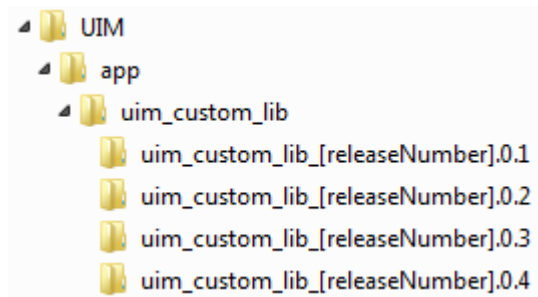 UIM
app
uim_custom_lib
uim_custom_lib_[releaseNumber].0.1
uim_custom_lib_[releaseNumber].0.2
uim_custom_lib_[releaseNumber].0.3
uim_custom_lib_[releaseNumber].0.4